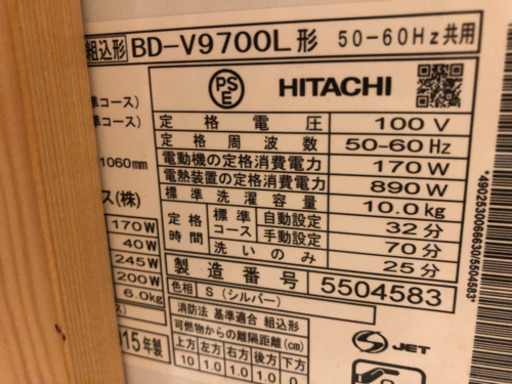 組込形 BD-V9700L形 50-60Hz共用
PSE HITACHI
準コース)
コース)
1060mm
ス(株)
170W
40W
245W
200W
6.0kg
15年製
定格電圧 100V
定格周波数 50-60Hz
電動機の定格消費電力 170W
電熱装置の定格消費電力 890W
標準洗濯容量 10.0kg
定格時間 標準コース 自動設定 32分
手動設定 70分
洗いのみ 25分
製造番号 5504583
色相 S(シルバー)
消防法 基準適合 組込形
可燃物からの離隔距離(cm)
上方 左方 右方 後方 下方
10 1.0 1.0 1.0 0
JET
*4902530066630/5504583*